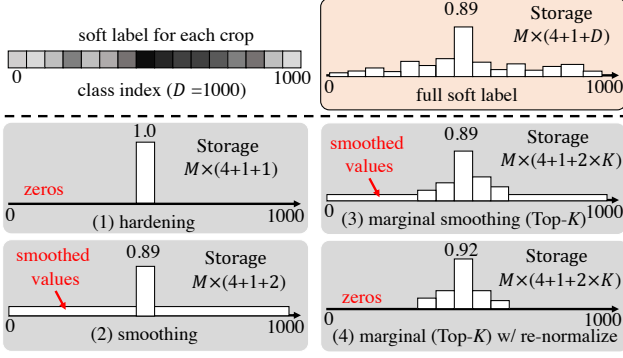 soft label for each crop
0 1000
class index (D =1000)
0.89
Storage
M×(4+1+D)
0 1000
full soft label
1.0
Storage
M×(4+1+1)
zeros
0 1000
(1) hardening
0.89
smoothed
values
Storage
M×(4+1+2×K)
0 1000
(3) marginal smoothing (Top-K)
smoothed
values
0.89
Storage
M×(4+1+2)
0 1000
(2) smoothing
0.92
Storage
M×(4+1+2×K)
zeros
0 1000
(4) marginal (Top-K) w/ re-normalize